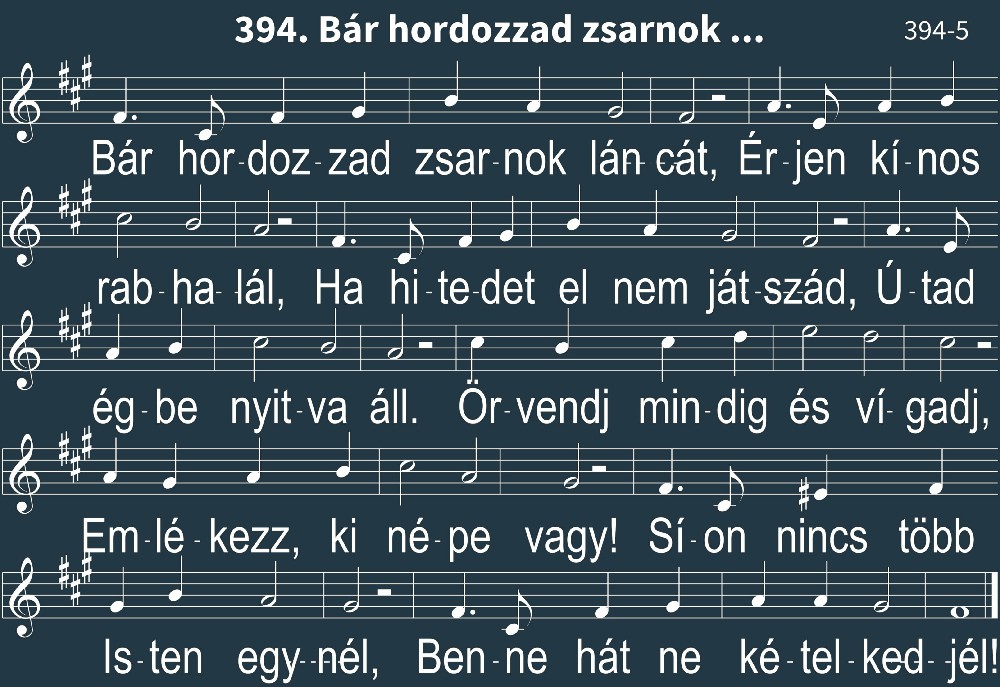 394. Bár hordozzad zsarnok ... 394-5
Bár hor-doz-zad zsar-nok lán-cát, Ér-jen kí-nos
rab-ha-lál, Ha hi-te-det el nem ját-szád, Ú-tad
ég-be nyit-va áll. Ör-vendj min-dig és ví-gadj,
Em-lé-kezz, ki né-pe vagy! Sí-on nincs több
Is-ten egy-nél, Ben-ne hát ne ké-tel-ked-jél!